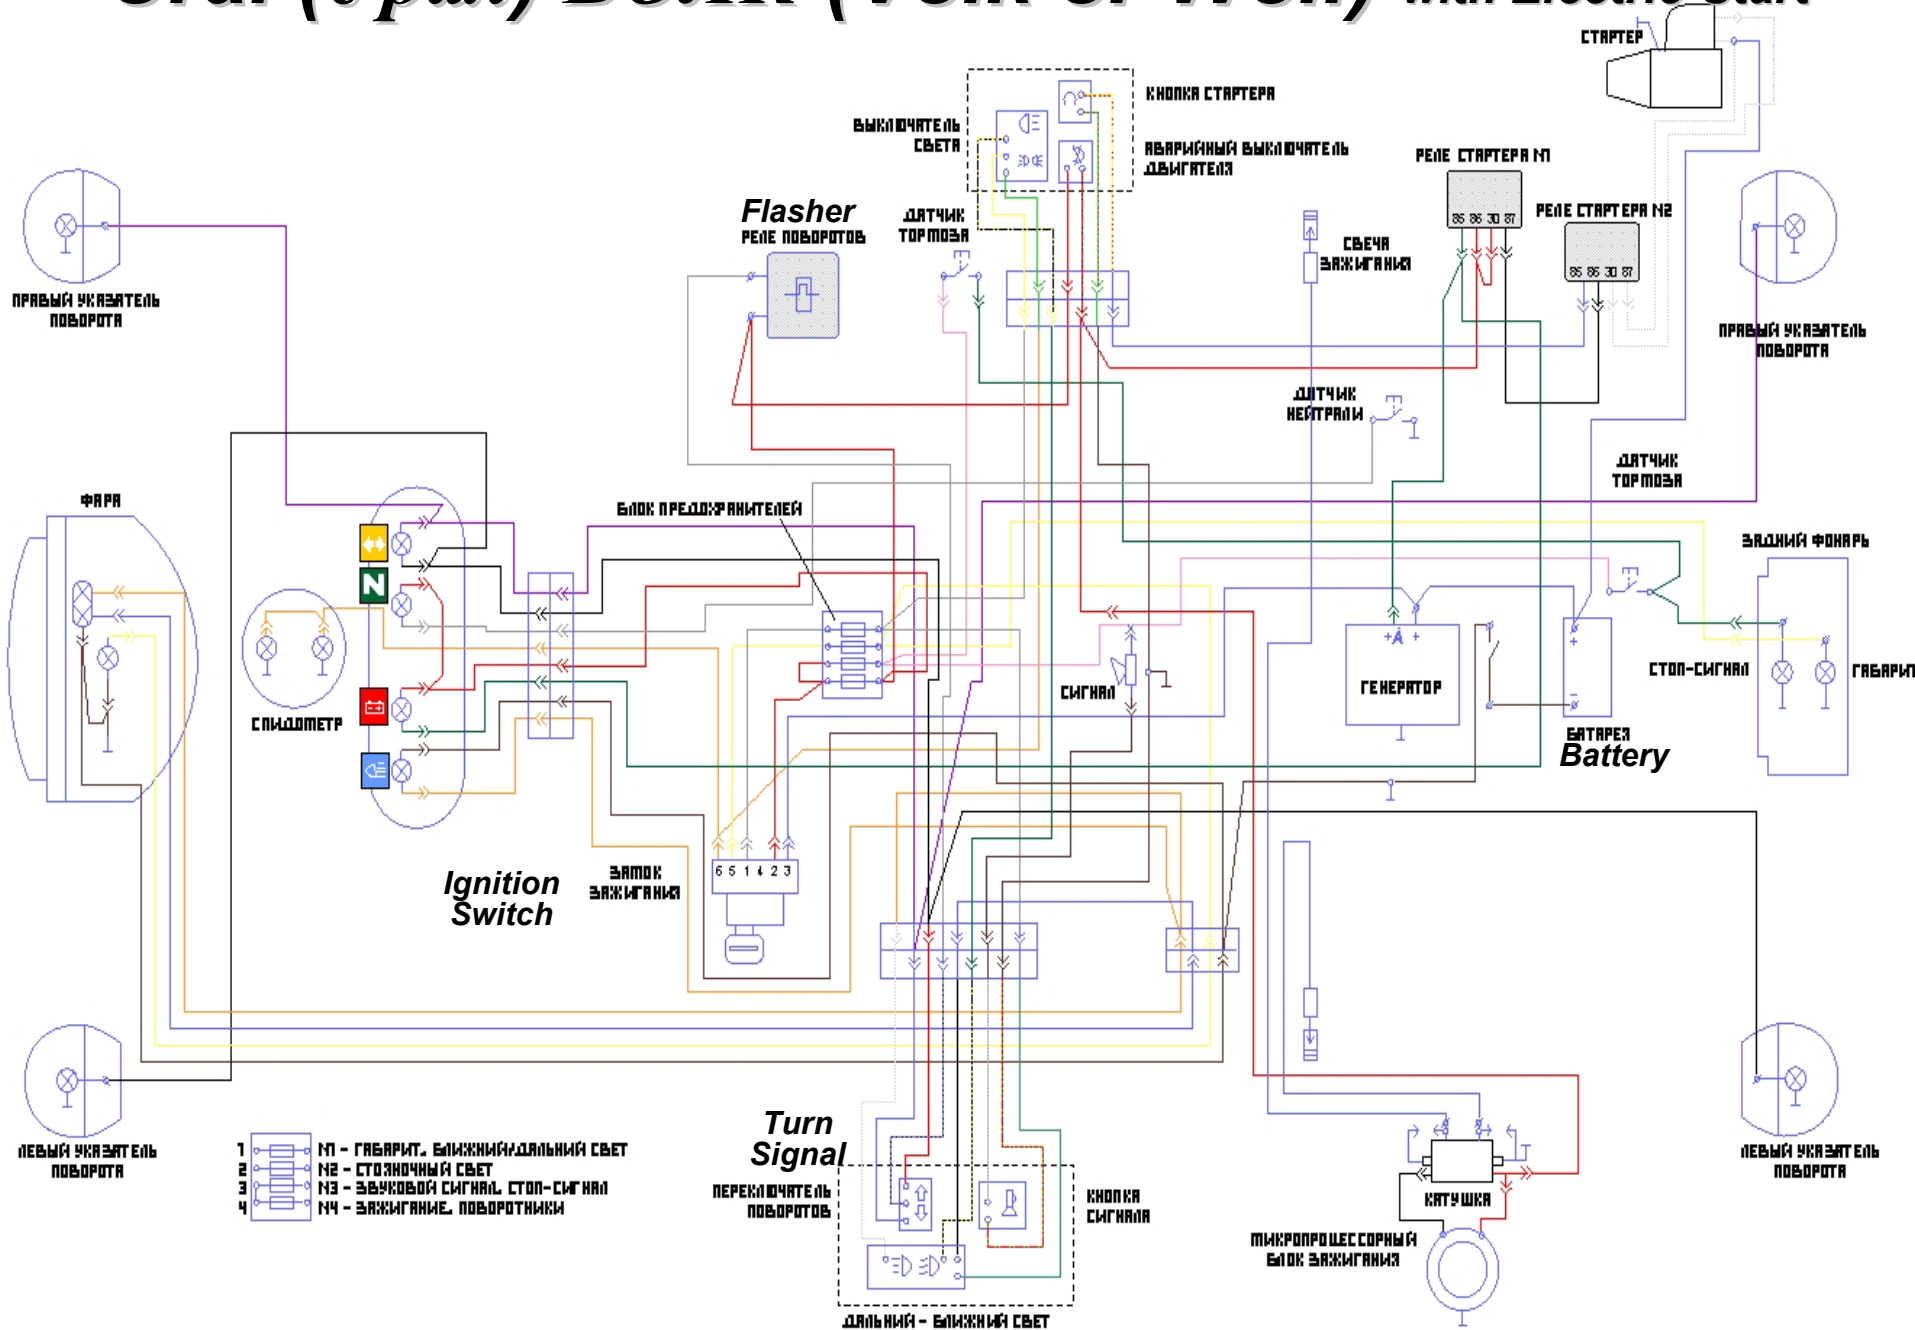 with Electric Start
СТАРТЕР
КНОПКА СТАРТЕРА
ВЫКЛЮЧАТЕЛЬ
СВЕТА
АВАРИЙНЫЙ ВЫКЛЮЧАТЕЛЬ
ДВИГАТЕЛЯ
РЕЛЕ СТАРТЕРА N1
85 86 30 87
РЕЛЕ СТАРТЕРА N2
85 86 30 87
Flasher
РЕЛЕ ПОВОРОТОВ
ДАТЧИК
ТОРМОЗА
СВЕЧА
ЗАЖИГАНИЯ
ПРАВЫЙ УКАЗАТЕЛЬ
ПОВОРОТА
ПРАВЫЙ УКАЗАТЕЛЬ
ПОВОРОТА
ДАТЧИК
НЕЙТРАЛИ
ДАТЧИК
ТОРМОЗА
ФАРА
БЛОК ПРЕДОХРАНИТЕЛЕЙ
ЗАДНИЙ ФОНАРЬ
N
+А +
+
СПИДОМЕТР
СИГНАЛ
ГЕНЕРАТОР
СТОП-СИГНАЛ
ГАБАРИТ
-
БАТАРЕЯ
Battery
Ignition
Switch
ЗАМОК
ЗАЖИГАНИЯ
6 5 1 4 2 3
ЛЕВЫЙ УКАЗАТЕЛЬ
ПОВОРОТА
1 N1 - ГАБАРИТ, БЛИЖНИЙ/ДАЛЬНИЙ СВЕТ
2 N2 - СТОЯНОЧНЫЙ СВЕТ
3 N3 - ЗВУКОВОЙ СИГНАЛ, СТОП-СИГНАЛ
4 N4 - ЗАЖИГАНИЕ, ПОВОРОТНИКИ
Turn
Signal
ПЕРЕКЛЮЧАТЕЛЬ
ПОВОРОТОВ
КНОПКА
СИГНАЛА
ДАЛЬНИЙ - БЛИЖНИЙ СВЕТ
КАТУШКА
МИКРОПРОЦЕССОРНЫЙ
БЛОК ЗАЖИГАНИЯ
ЛЕВЫЙ УКАЗАТЕЛЬ
ПОВОРОТА